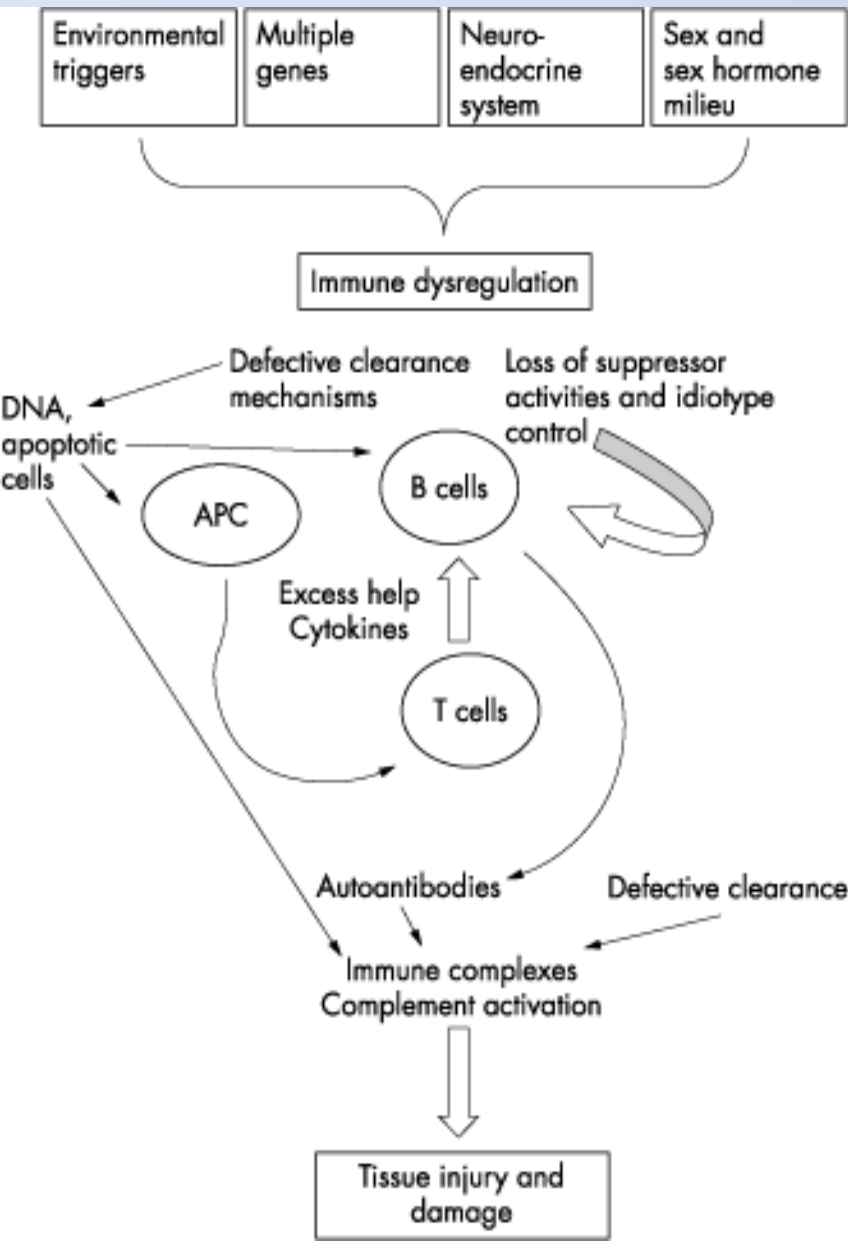 Environmental
triggers
Multiple
genes
Neuro-
endocrine
system
Sex and
sex hormone
milieu
Immune dysregulation
Defective clearance
mechanisms
Loss of suppressor
activities and idiotype
control
DNA,
apoptotic
cells
APC
B cells
Excess help
Cytokines
T cells
Autoantibodies
Defective clearance
Immune complexes
Complement activation
Tissue injury and
damage